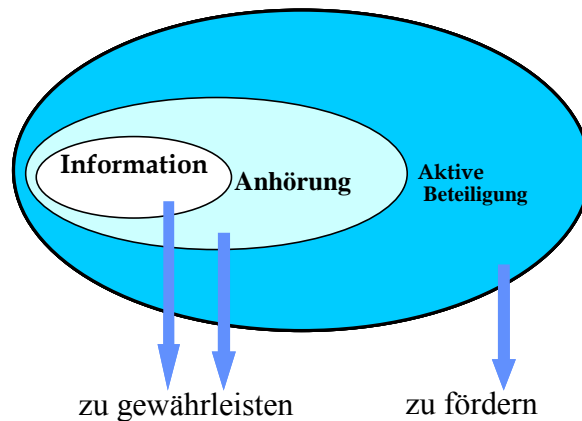 Information
Anhörung
Aktive
Beteiligung
zu gewährleisten
zu fördern